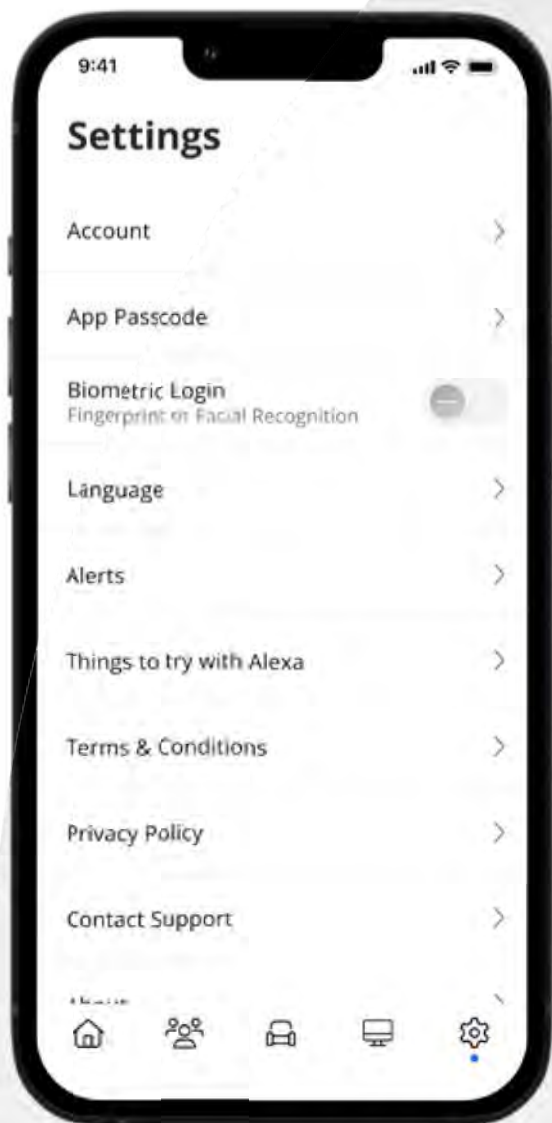 9:41
Settings
Account
App Passcode
Biometric Login
Fingerprint or Facial Recognition
Language
Alerts
Things to try with Alexa
Terms & Conditions
Privacy Policy
Contact Support
About